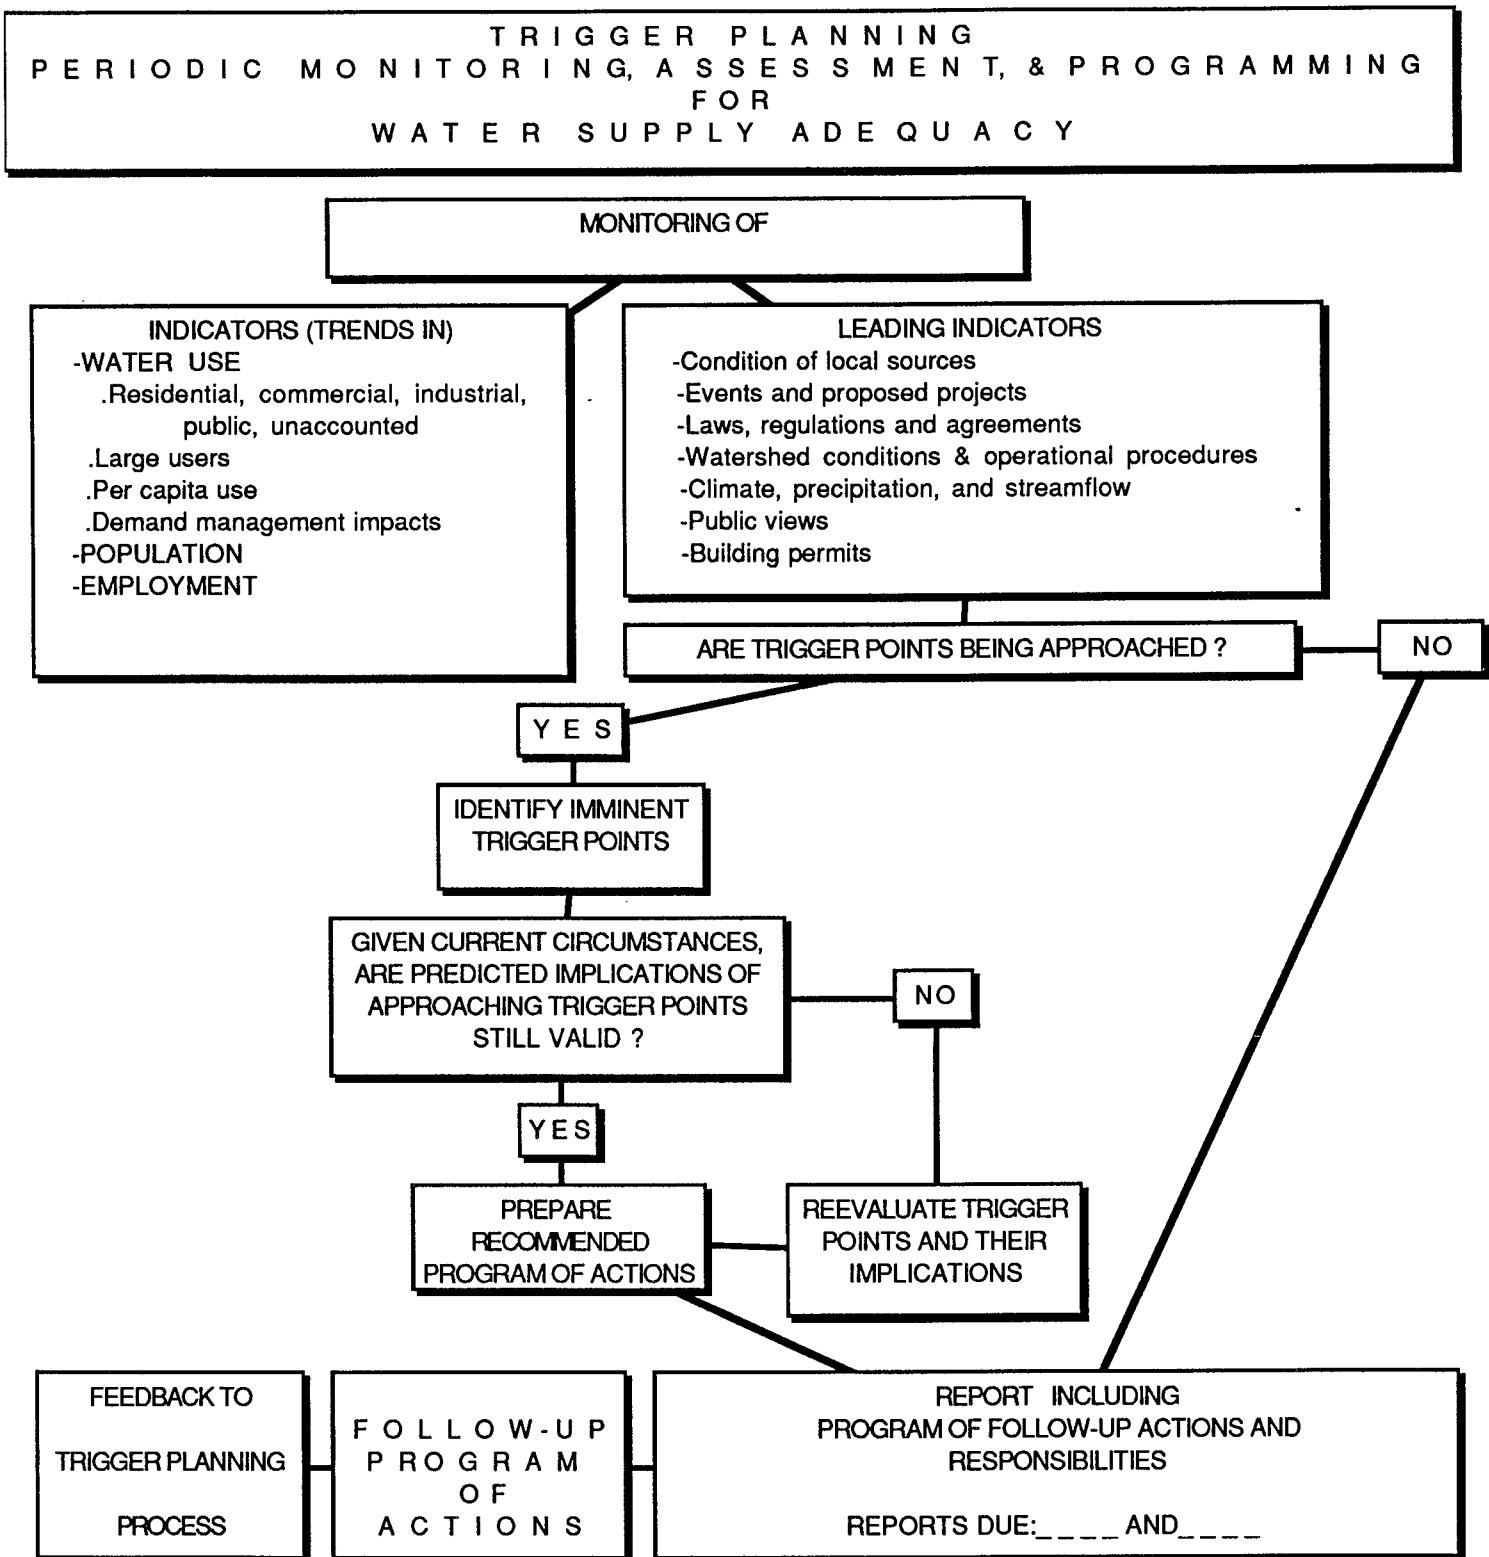 TRIGGER PLANNING
PERIODIC MONITORING, ASSESSMENT, & PROGRAMMING
FOR
WATER SUPPLY ADEQUACY
MONITORING OF
INDICATORS (TRENDS IN)
-WATER USE
.Residential, commercial, industrial,
public, unaccounted
.Large users
.Per capita use
.Demand management impacts
-POPULATION
-EMPLOYMENT
LEADING INDICATORS
-Condition of local sources
-Events and proposed projects
-Laws, regulations and agreements
-Watershed conditions & operational procedures
-Climate, precipitation, and streamflow
-Public views
-Building permits
ARE TRIGGER POINTS BEING APPROACHED ?
NO
YES
IDENTIFY IMMINENT
TRIGGER POINTS
GIVEN CURRENT CIRCUMSTANCES,
ARE PREDICTED IMPLICATIONS OF
APPROACHING TRIGGER POINTS
STILL VALID ?
NO
YES
PREPARE
RECOMMENDED
PROGRAM OF ACTIONS
REEVALUATE TRIGGER
POINTS AND THEIR
IMPLICATIONS
FEEDBACK TO
TRIGGER PLANNING
PROCESS
FOLLOW-UP
PROGRAM
OF
ACTIONS
REPORT INCLUDING
PROGRAM OF FOLLOW-UP ACTIONS AND
RESPONSIBILITIES
REPORTS DUE:_ _ _ _ AND_ _ _ _